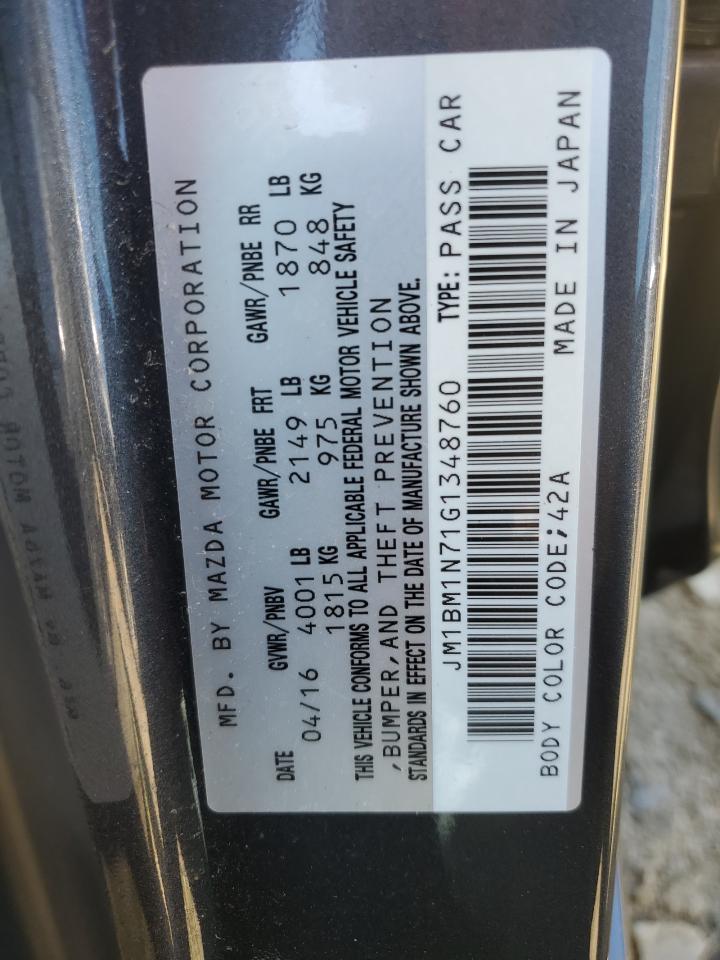 MFD. BY MAZDA MOTOR CORPORATION
DATE GVWR/PNBV GAWR/PNBE FRT GAWR/PNBE RR
04/16 4001 LB 2149 LB 1870 LB
1815 KG 975 KG 848 KG
THIS VEHICLE CONFORMS TO ALL APPLICABLE FEDERAL MOTOR VEHICLE SAFETY
,BUMPER,AND THEFT PREVENTION
STANDARDS IN EFFECT ON THE DATE OF MANUFACTURE SHOWN ABOVE.
JM1BM1N71G1348760 TYPE: PASS CAR
BODY COLOR CODE;42A MADE IN JAPAN